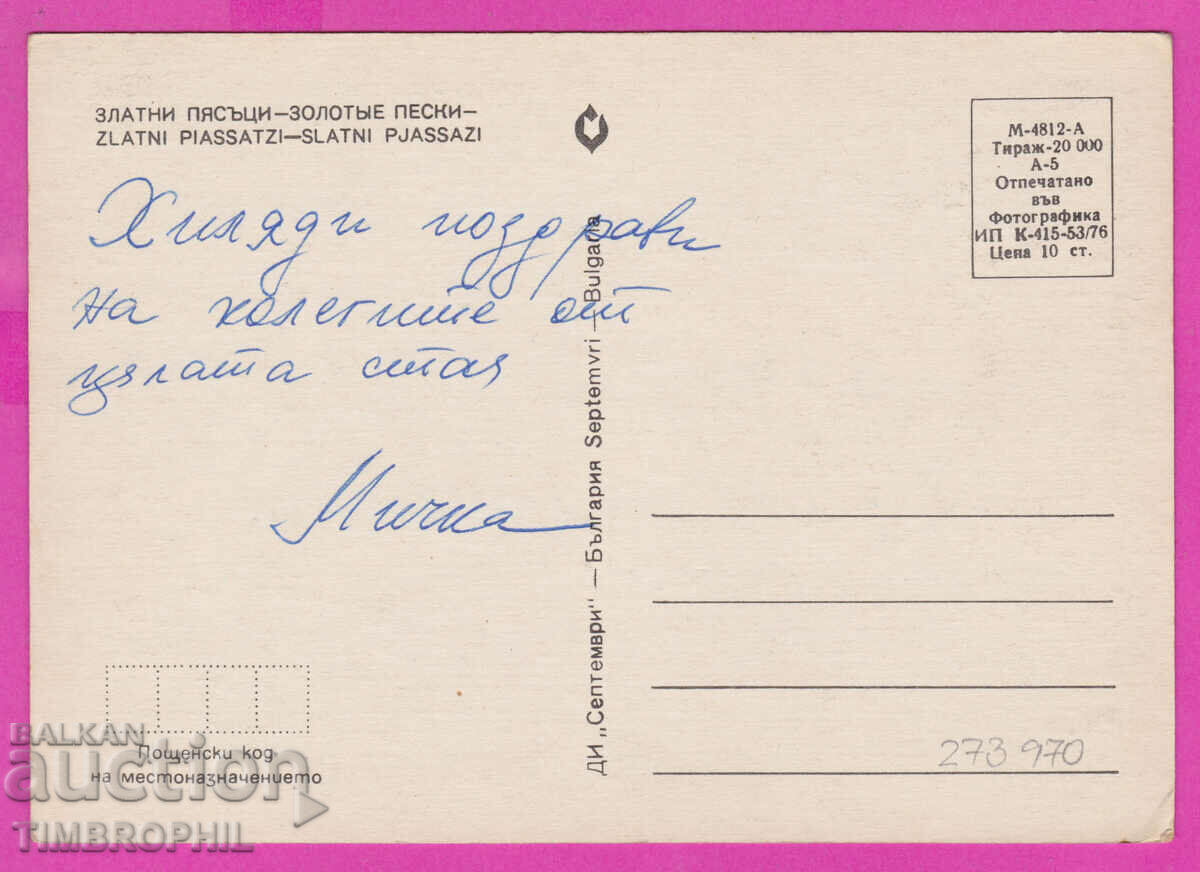 ЗЛАТНИ ПЯСЪЦИ—ЗОЛОТЫЕ ПЕСКИ—
ZLATNI PIASSATZI—SLATNI PJASSAZI
Хиляди поздрави
на колегите от
цялата стая
Мичка
Пощенски код
на местоназначението
ДИ „Септември" — България Septemvri — Bulgaria
М-4812-А
Тираж-20 000
А-5
Отпечатано
във
Фотографика
ИП К-415-53/76
Цена 10 ст.
273 970
BALKAN
auction
TIMBROPHIL